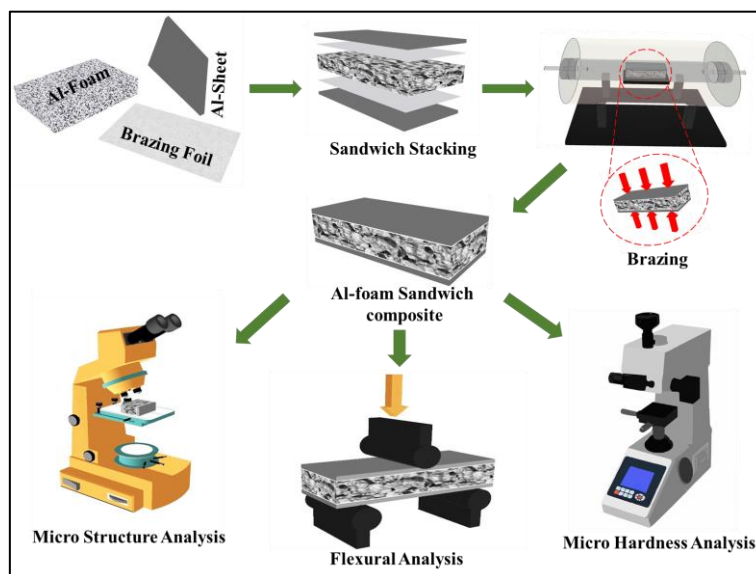 Al-Foam
Al-Sheet
Brazing Foil
Sandwich Stacking
Brazing
Al-foam Sandwich
composite
Micro Structure Analysis
Flexural Analysis
Micro Hardness Analysis